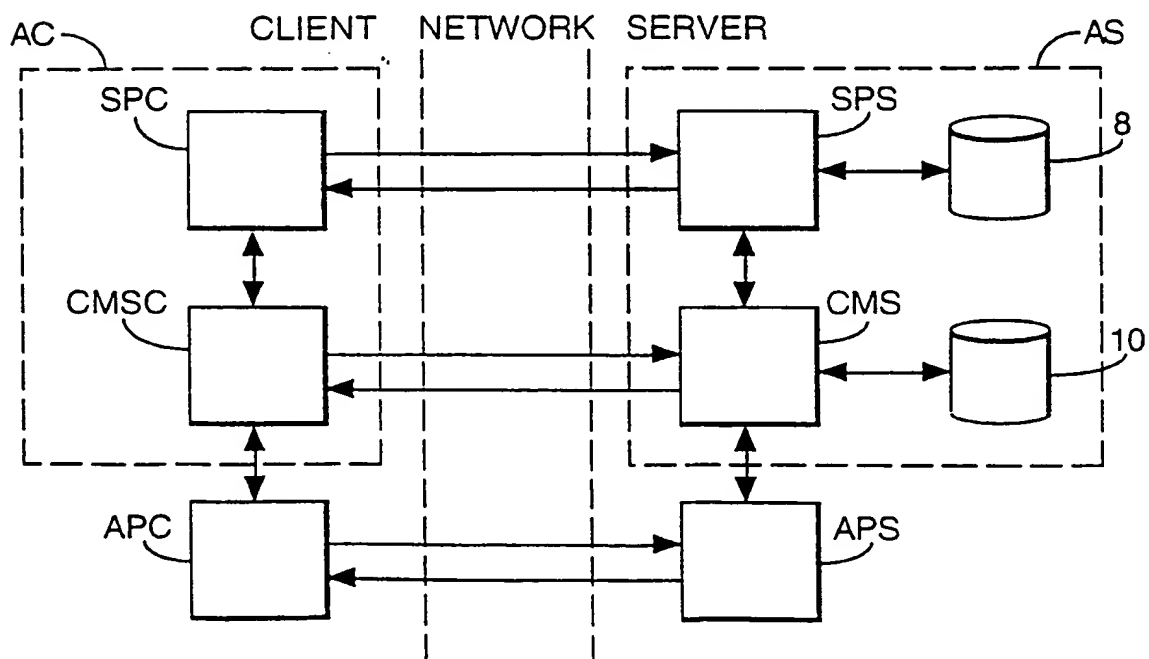 CLIENT NETWORK SERVER
AC AS
SPC SPS 8
CMSC CMS 10
APC APS